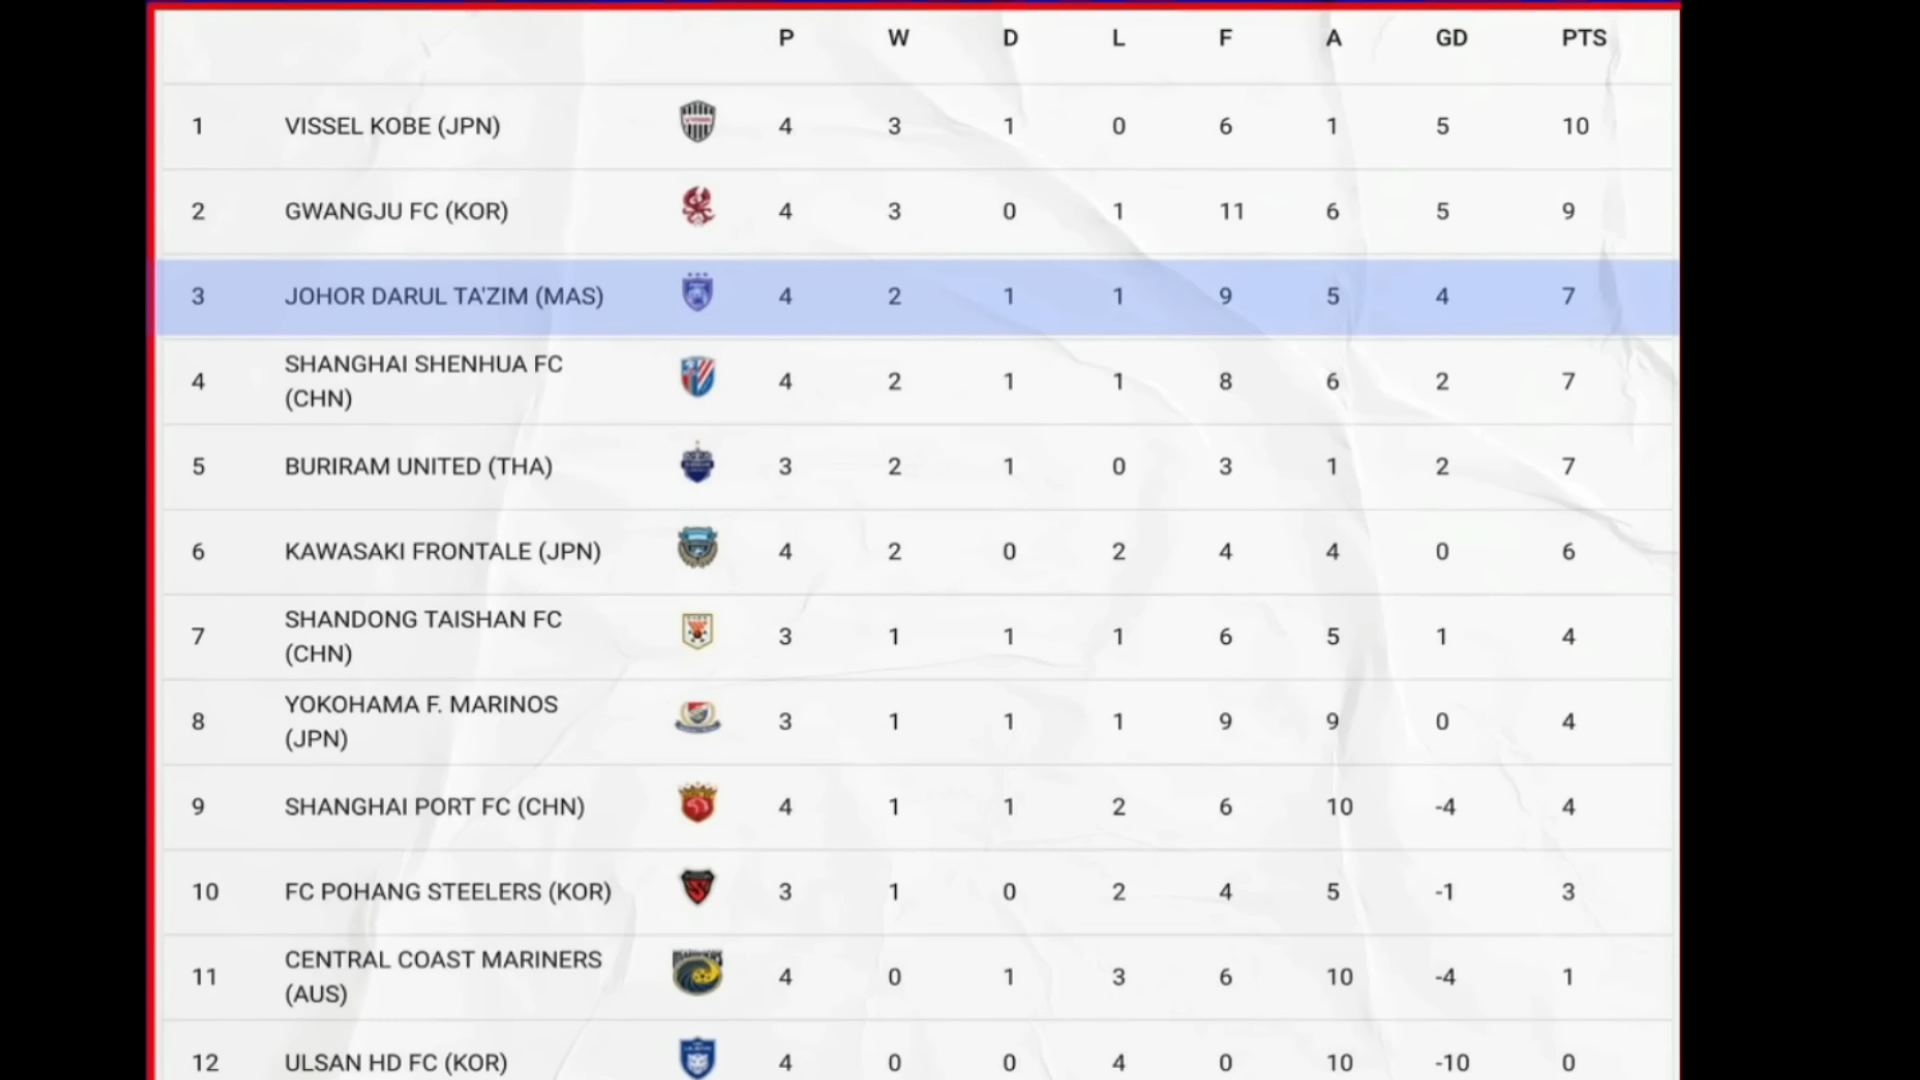 P W D L F A GD PTS
1 VISSEL KOBE (JPN) 4 3 1 0 6 1 5 10
2 GWANGJU FC (KOR) 4 3 0 1 11 6 5 9
3 JOHOR DARUL TA'ZIM (MAS) 4 2 1 1 9 5 4 7
SHANGHAI SHENHUA FC
4 (CHN) 4 2 1 1 8 6 2 7
5 BURIRAM UNITED (THA) 3 2 1 0 3 1 2 7
6 KAWASAKI FRONTALE (JPN) 4 2 0 2 4 4 0 6
SHANDONG TAISHAN FC
7 (CHN) 3 1 1 1 6 5 1 4
YOKOHAMA F. MARINOS
8 (JPN) 3 1 1 1 9 9 0 4
9 SHANGHAI PORT FC (CHN) 4 1 1 2 6 10 -4 4
10 FC POHANG STEELERS (KOR) 3 1 0 2 4 5 -1 3
CENTRAL COAST MARINERS
11 (AUS) 4 0 1 3 6 10 -4 1
12 ULSAN HD FC (KOR) 4 0 0 4 0 10 -10 0